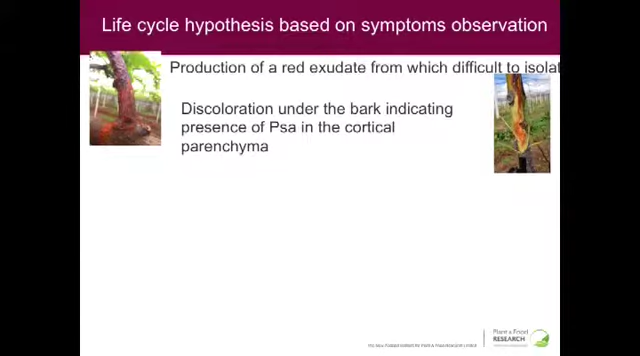 Life cycle hypothesis based on symptoms observation
Production of a red exudate from which difficult to isolat
Discoloration under the bark indicating
presence of Psa in the cortical
parenchyma
Plant & Food
RESEARCH